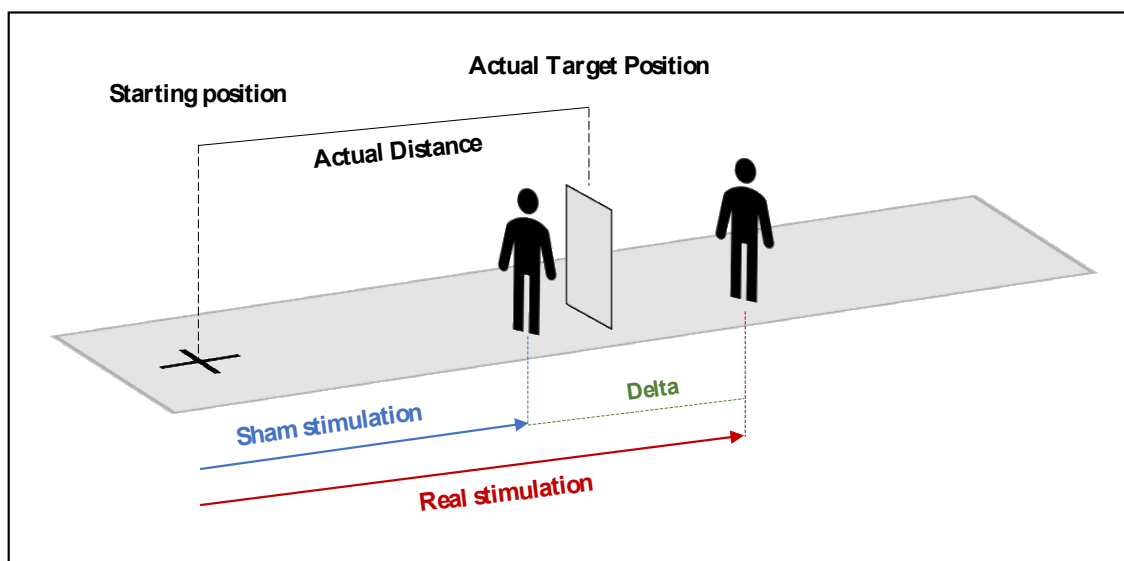 Actual Target Position
Starting position
Actual Distance
Delta
Sham stimulation
Real stimulation